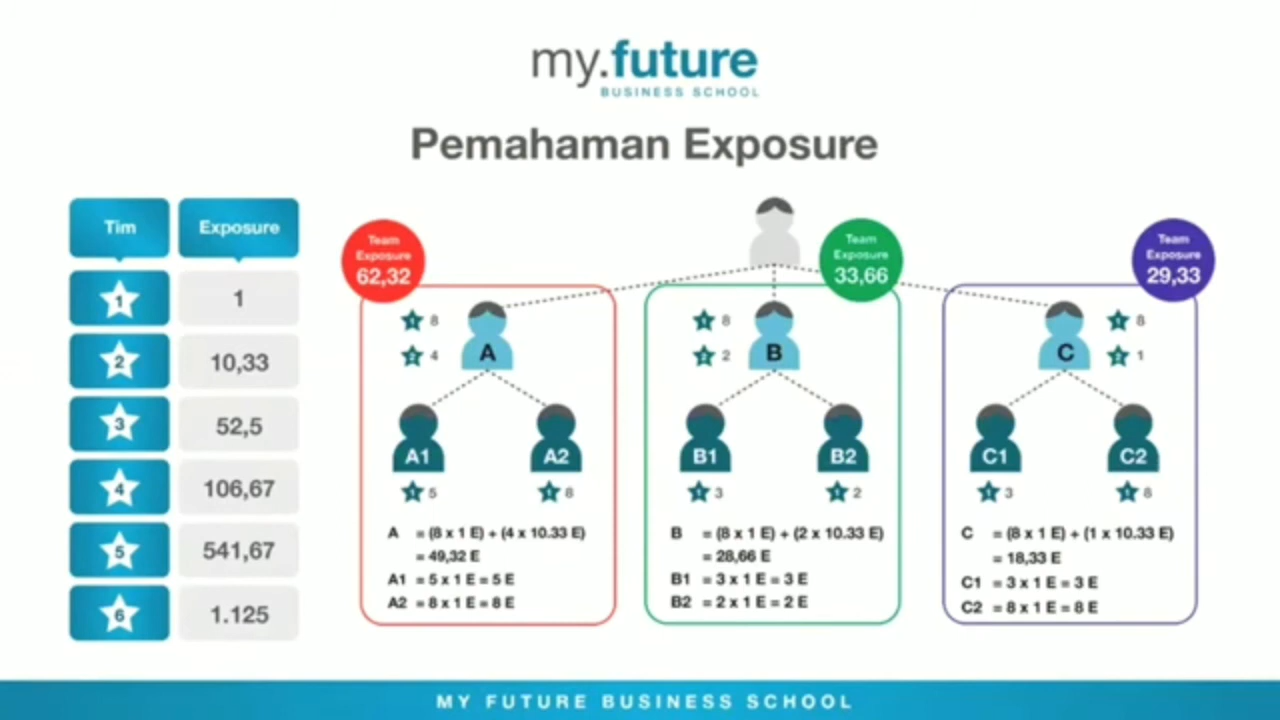 my.future
BUSINESS SCHOOL
Pemahaman Exposure
Tim Exposure
1 1
2 10,33
3 52,5
4 106,67
5 541,67
6 1.125
Team
Exposure
62,32
1 8
2 4
A
A1 A2
1 5 1 8
A = (8 x 1 E) + (4 x 10.33 E)
= 49,32 E
A1 = 5 x 1 E = 5 E
A2 = 8 x 1 E = 8 E
Team
Exposure
33,66
1 8
2 2
B
B1 B2
1 3 1 2
B = (8 x 1 E) + (2 x 10.33 E)
= 28,66 E
B1 = 3 x 1 E = 3 E
B2 = 2 x 1 E = 2 E
Team
Exposure
29,33
1 8
1
C
C1 C2
1 3 1 8
C = (8 x 1 E) + (1 x 10.33 E)
= 18,33 E
C1 = 3 x 1 E = 3 E
C2 = 8 x 1 E = 8 E
MY FUTURE BUSINESS SCHOOL